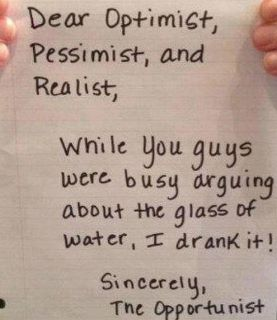 Dear Optimist,
Pessimist, and
Realist,
While You guys
were busy arguing
about the glass of
water, I drank it!
Sincerely,
The Opportunist